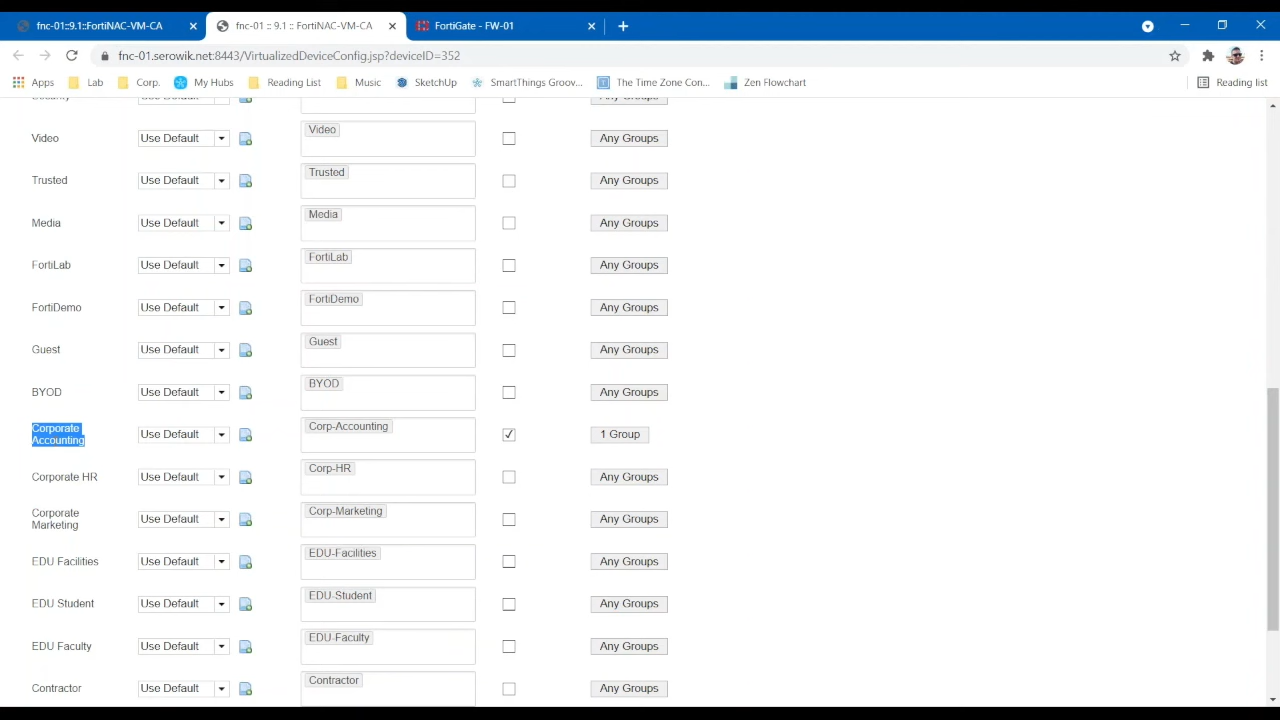 fnc-01::9.1::FortiNAC-VM-CA
fnc-01 :: 9.1 :: FortiNAC-VM-CA
FortiGate - FW-01
fnc-01.serowik.net:8443/VirtualizedDeviceConfig.jsp?deviceID=352
Apps Lab Corp. My Hubs Reading List Music SketchUp SmartThings Groov... The Time Zone Con... Zen Flowchart Reading list
Security Any Groups
Video Use Default Video Any Groups
Trusted Use Default Trusted Any Groups
Media Use Default Media Any Groups
FortiLab Use Default FortiLab Any Groups
FortiDemo Use Default FortiDemo Any Groups
Guest Use Default Guest Any Groups
BYOD Use Default BYOD Any Groups
Corporate
Accounting Use Default Corp-Accounting 1 Group
Corporate HR Use Default Corp-HR Any Groups
Corporate
Marketing Use Default Corp-Marketing Any Groups
EDU Facilities Use Default EDU-Facilities Any Groups
EDU Student Use Default EDU-Student Any Groups
EDU Faculty Use Default EDU-Faculty Any Groups
Contractor Use Default Contractor Any Groups